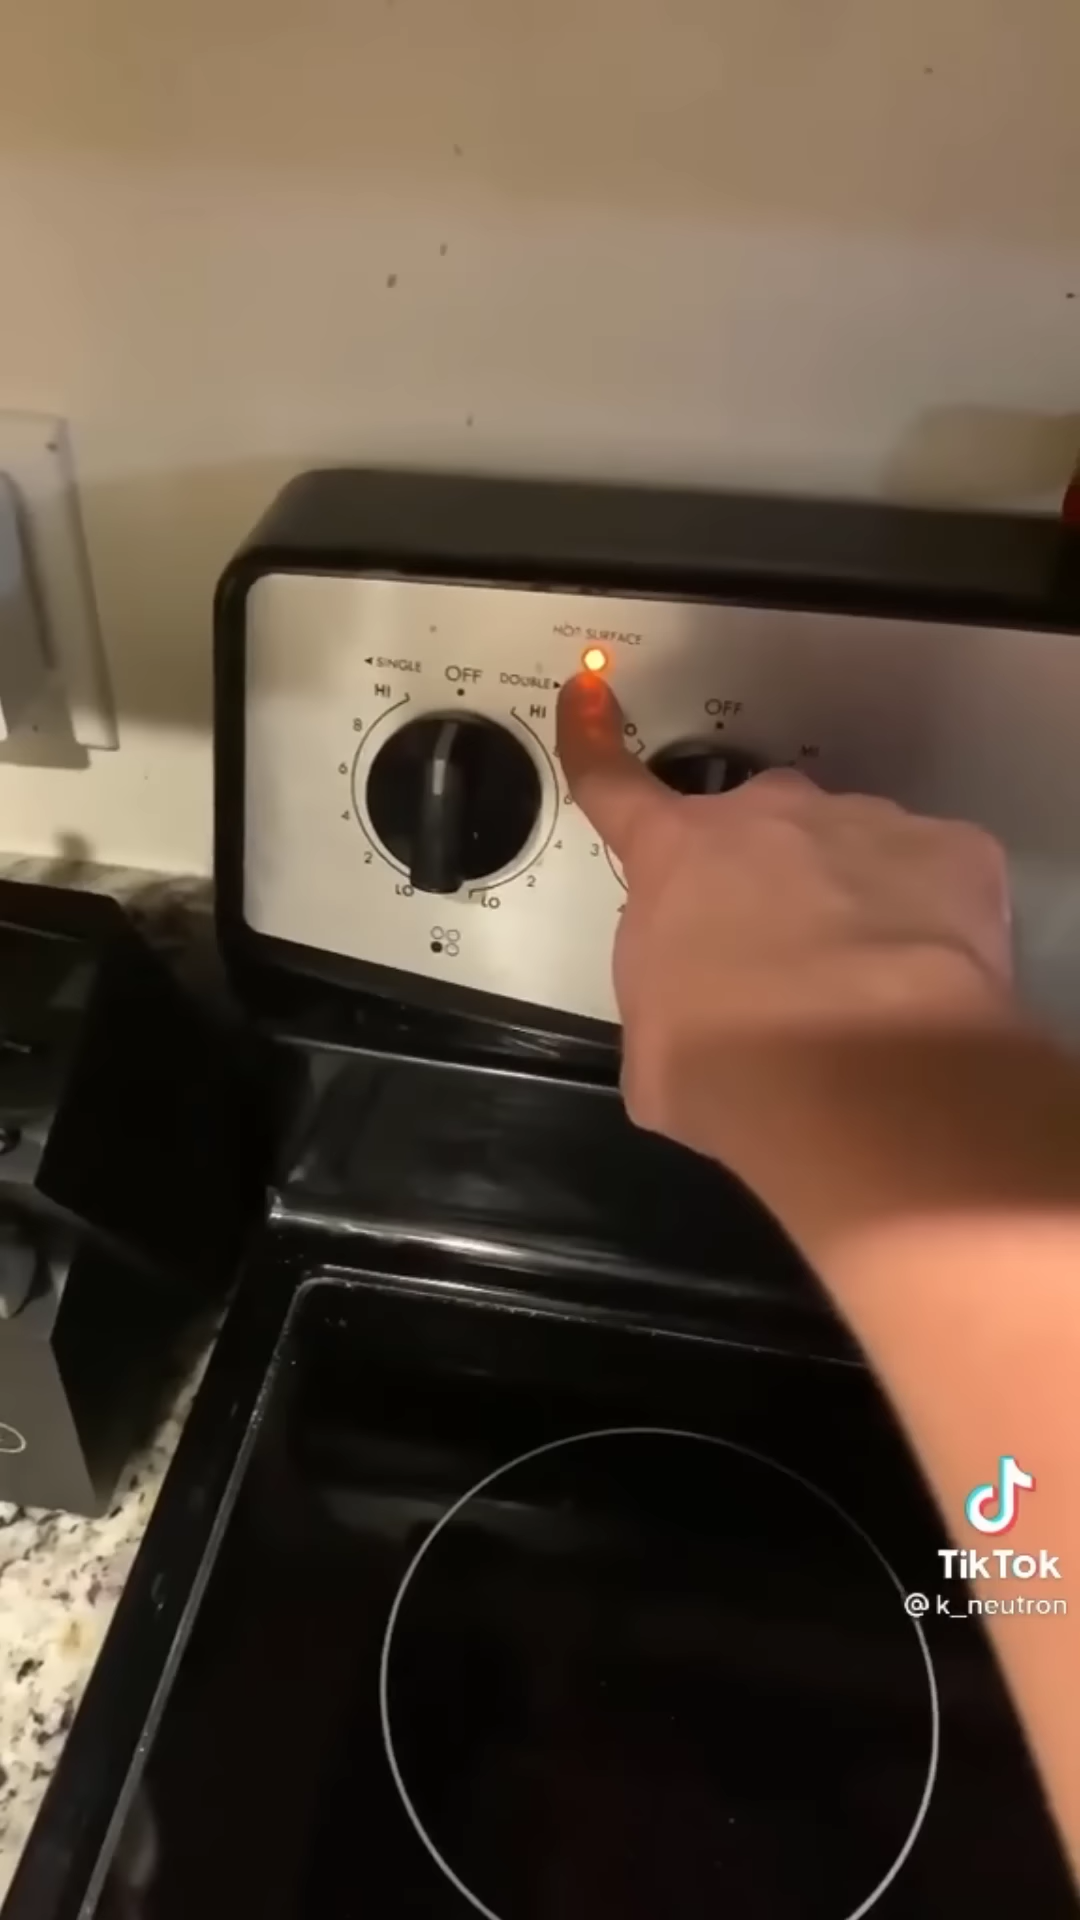 HOT SURFACE
◄SINGLE OFF DOUBLE►
HI HI
8
6 6
4 4
2 2
LO LO
OFF
HI
3
TikTok
@k_neutron